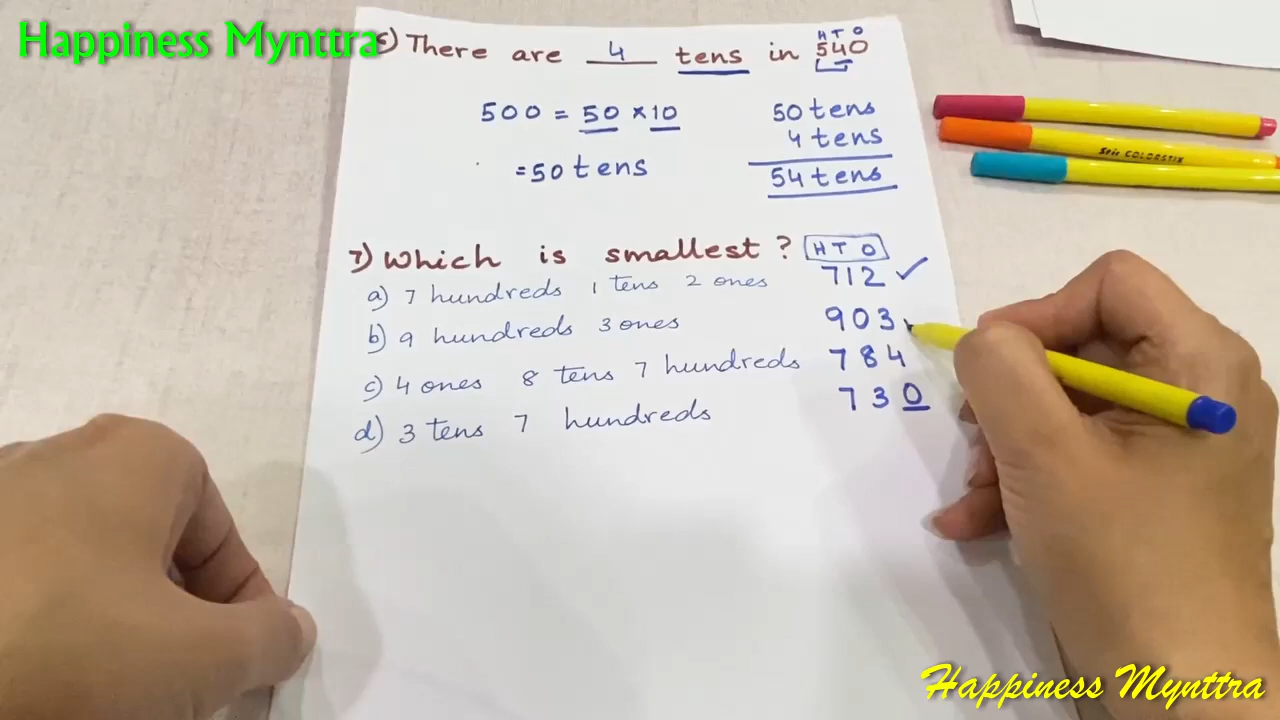 Happiness Mynttra
6) There are 4 tens in 540
H T O
500 = 50 × 10
= 50 tens
50 tens
4 tens
54 tens
7) Which is smallest?
H T O
a) 7 hundreds 1 tens 2 ones 712 ✓
b) 9 hundreds 3 ones 903
c) 4 ones 8 tens 7 hundreds 784
d) 3 tens 7 hundreds 730
Happiness Mynttra